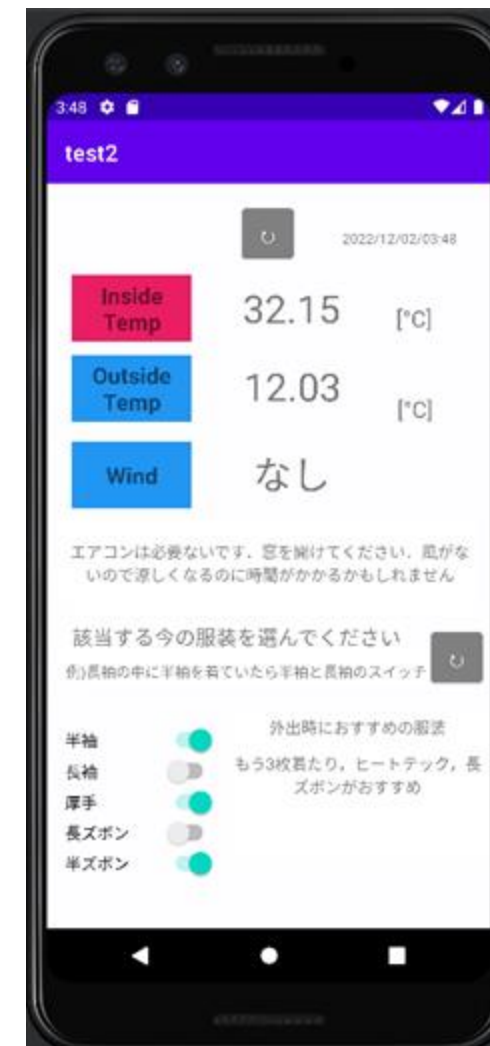 3:48
test2
2022/12/02/03:48
Inside
Temp
32.15
[°C]
Outside
Temp
12.03
[°C]
Wind
なし
エアコンは必要ないです．窓を開けてください．風がな
いので涼しくなるのに時間がかかるかもしれません
該当する今の服装を選んでください
例)長袖の中に半袖を着ていたら半袖と長袖のスイッチ
外出時におすすめの服装
もう3枚着たり，ヒートテック，長
ズボンがおすすめ
半袖
長袖
厚手
長ズボン
半ズボン